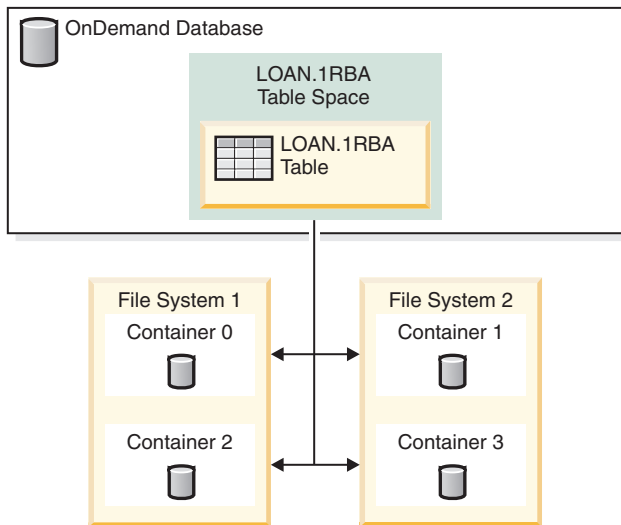 OnDemand Database
LOAN.1RBA
Table Space
LOAN.1RBA
Table
File System 1
Container 0
Container 2
File System 2
Container 1
Container 3